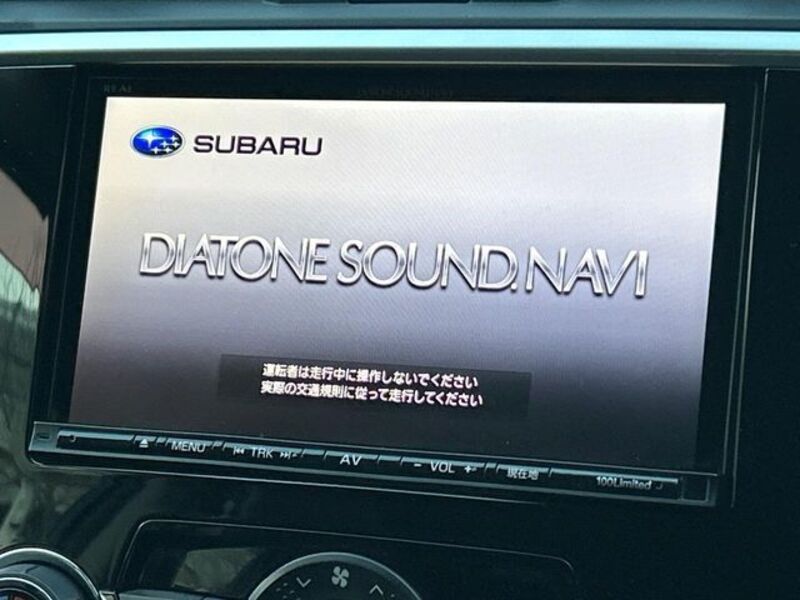 SUBARU
DIATONE SOUND.NAVI
運転者は走行中に操作しないでください
実際の交通規則に従って走行してください
MENU TRK AV - VOL + 現在地 100Limited